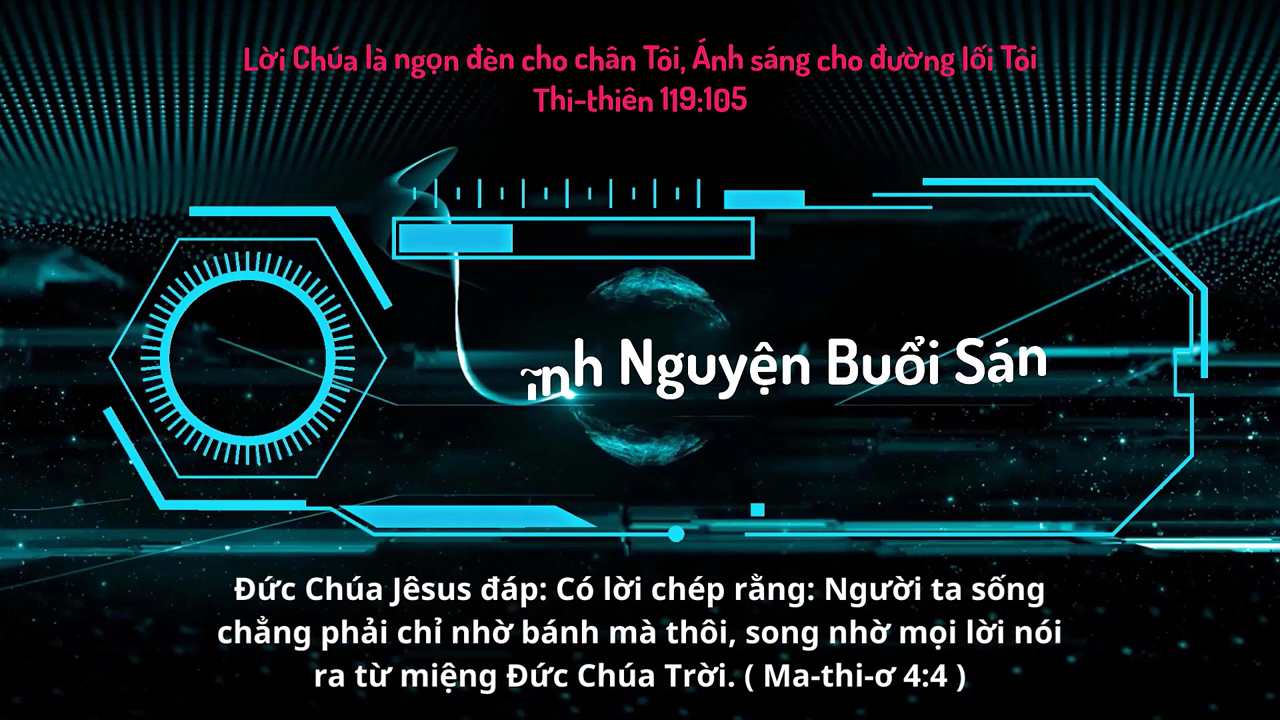 Lời Chúa là ngọn đèn cho chân Tôi, Ánh sáng cho đường lối Tôi
Thi-thiên 119:105
ĩnh Nguyện Buổi Sán
Đức Chúa Jêsus đáp: Có lời chép rằng: Người ta sống
chẳng phải chỉ nhờ bánh mà thôi, song nhờ mọi lời nói
ra từ miệng Đức Chúa Trời. ( Ma-thi-ơ 4:4 )